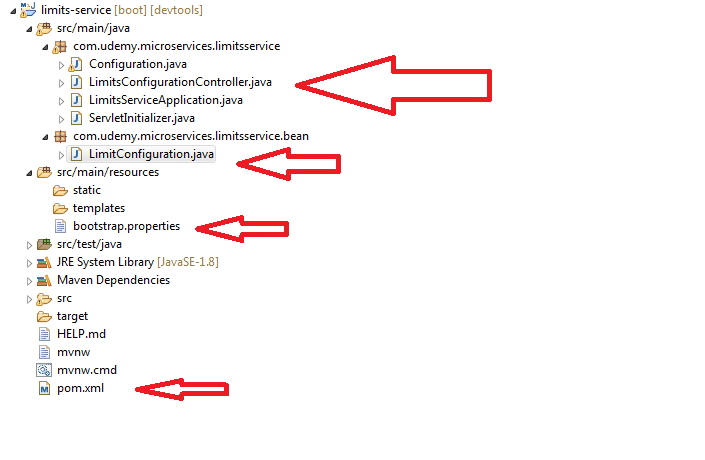 limits-service [boot] [devtools]
src/main/java
com.udemy.microservices.limitsservice
Configuration.java
LimitsConfigurationController.java
LimitsServiceApplication.java
ServletInitializer.java
com.udemy.microservices.limitsservice.bean
LimitConfiguration.java
src/main/resources
static
templates
bootstrap.properties
src/test/java
JRE System Library [JavaSE-1.8]
Maven Dependencies
src
target
HELP.md
mvnw
mvnw.cmd
pom.xml